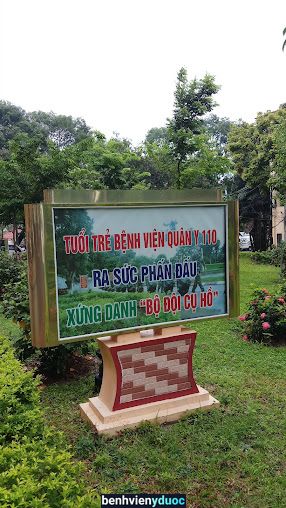 TUỔI TRẺ BỆNH VIỆN QUÂN Y 110
RA SỨC PHẤN ĐẤU
XỨNG DANH "BỘ ĐỘI CỤ HỒ"
benhvienyduoc